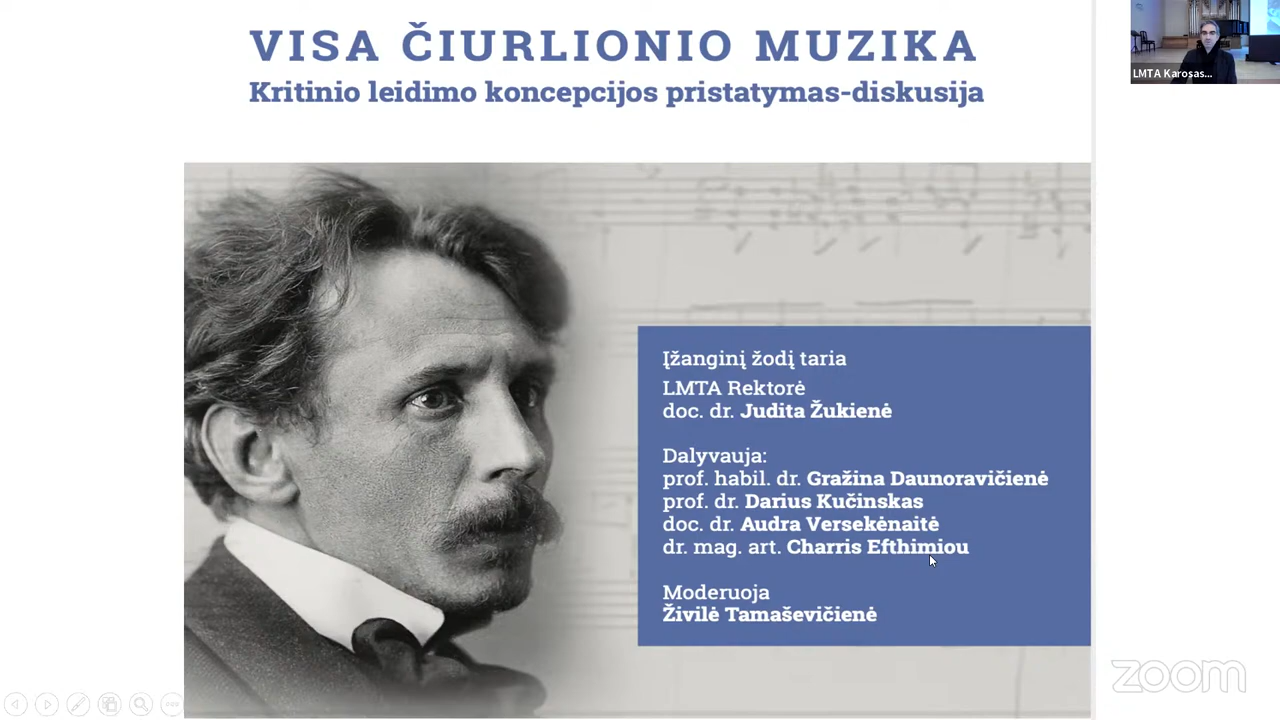 VISA ČIURLIONIO MUZIKA
Kritinio leidimo koncepcijos pristatymas-diskusija
LMTA Karosas...
Įžanginį žodį taria
LMTA Rektorė
doc. dr. Judita Žukienė
Dalyvauja:
prof. habil. dr. Gražina Daunoravičienė
prof. dr. Darius Kučinskas
doc. dr. Audra Versekėnaitė
dr. mag. art. Charris Efthimiou
Moderuoja
Živilė Tamaševičienė
zoom